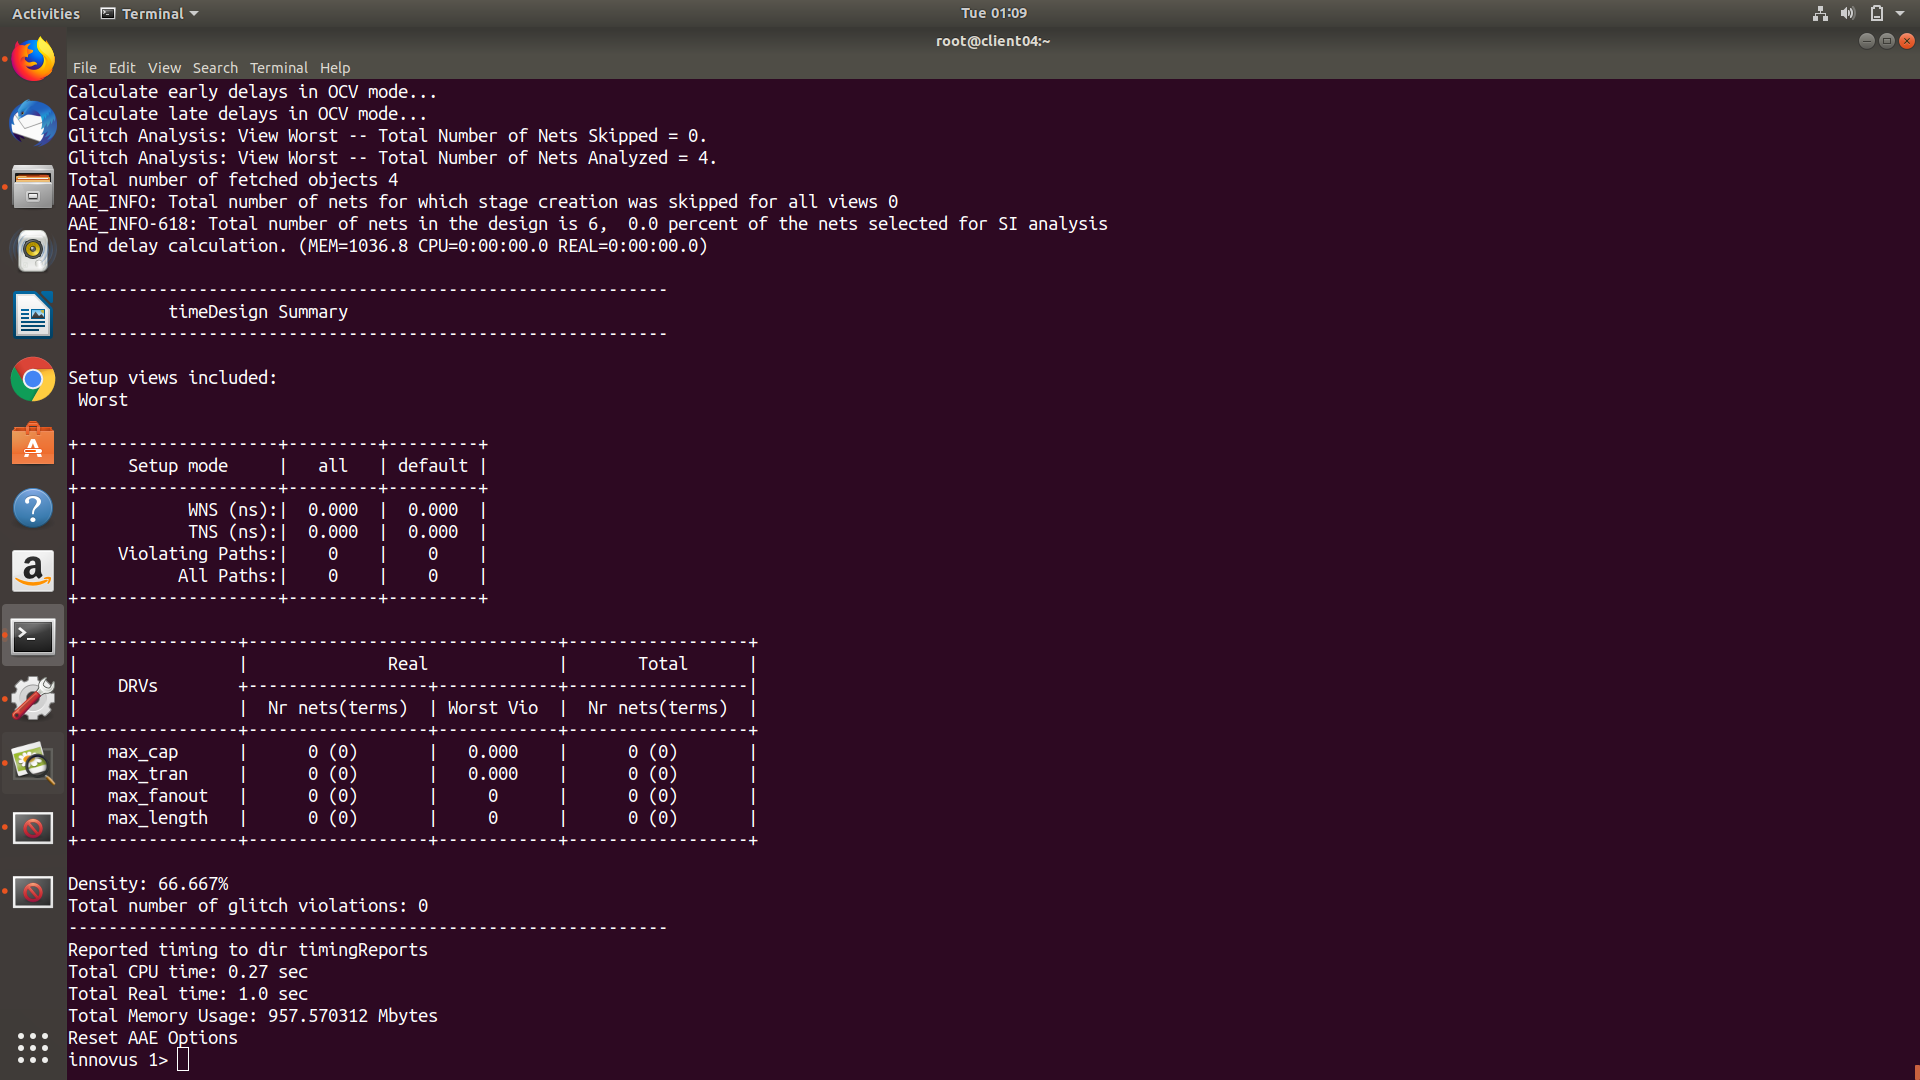 Activities Terminal Tue 01:09
root@client04:~
File Edit View Search Terminal Help
Calculate early delays in OCV mode...
Calculate late delays in OCV mode...
Glitch Analysis: View Worst -- Total Number of Nets Skipped = 0.
Glitch Analysis: View Worst -- Total Number of Nets Analyzed = 4.
Total number of fetched objects 4
AAE_INFO: Total number of nets for which stage creation was skipped for all views 0
AAE_INFO-618: Total number of nets in the design is 6,  0.0 percent of the nets selected for SI analysis
End delay calculation. (MEM=1036.8 CPU=0:00:00.0 REAL=0:00:00.0)
------------------------------------------------------------
          timeDesign Summary
------------------------------------------------------------
Setup views included:
 Worst
+--------------------+---------+---------+
|     Setup mode     |   all   | default |
+--------------------+---------+---------+
|           WNS (ns):|  0.000  |  0.000  |
|           TNS (ns):|  0.000  |  0.000  |
|    Violating Paths:|    0    |    0    |
|          All Paths:|    0    |    0    |
+--------------------+---------+---------+
+----------------+-------------------------------+------------------+
|                |              Real             |       Total      |
|    DRVs        +------------------+------------+------------------|
|                |  Nr nets(terms)  | Worst Vio  |  Nr nets(terms)  |
+----------------+------------------+------------+------------------+
|   max_cap      |      0 (0)       |   0.000    |      0 (0)       |
|   max_tran     |      0 (0)       |   0.000    |      0 (0)       |
|   max_fanout   |      0 (0)       |     0      |      0 (0)       |
|   max_length   |      0 (0)       |     0      |      0 (0)       |
+----------------+------------------+------------+------------------+
Density: 66.667%
Total number of glitch violations: 0
------------------------------------------------------------
Reported timing to dir timingReports
Total CPU time: 0.27 sec
Total Real time: 1.0 sec
Total Memory Usage: 957.570312 Mbytes
Reset AAE Options
innovus 1>